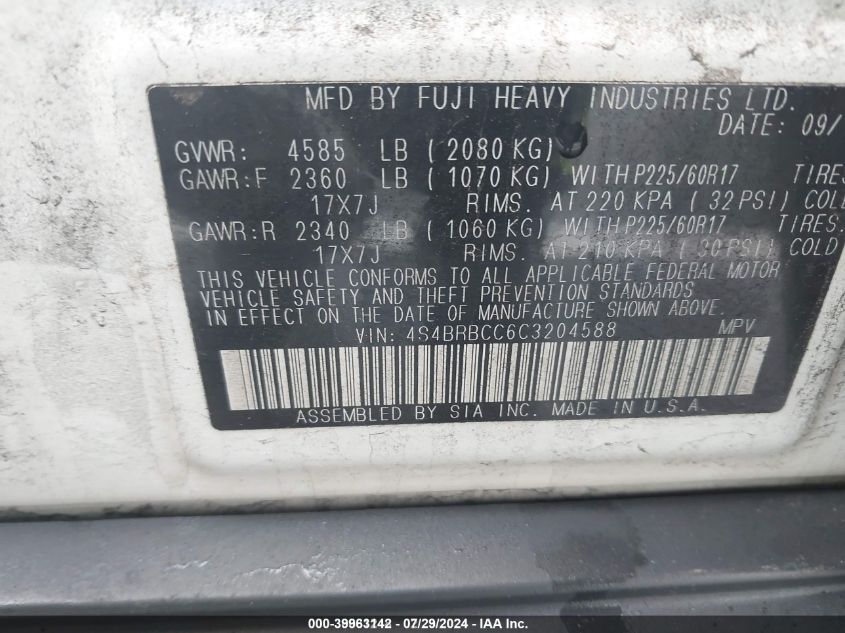 MFD BY FUJI HEAVY INDUSTRIES LTD.
DATE: 09/
GVWR: 4585 LB ( 2080 KG)
GAWR:F 2360 LB ( 1070 KG) WITH P225/60R17 TIRES
17X7J RIMS. AT 220 KPA ( 32 PSI) COLD
GAWR:R 2340 LB ( 1060 KG) WITH P225/60R17 TIRES.
17X7J RIMS. AT 210 KPA ( 30 PSI) COLD
THIS VEHICLE CONFORMS TO ALL APPLICABLE FEDERAL MOTOR
VEHICLE SAFETY AND THEFT PREVENTION STANDARDS
IN EFFECT ON THE DATE OF MANUFACTURE SHOWN ABOVE.
VIN: 4S4BRBCC6C3204588 MPV
ASSEMBLED BY SIA INC. MADE IN U.S.A.
000-39963142 - 07/29/2024 - IAA Inc.